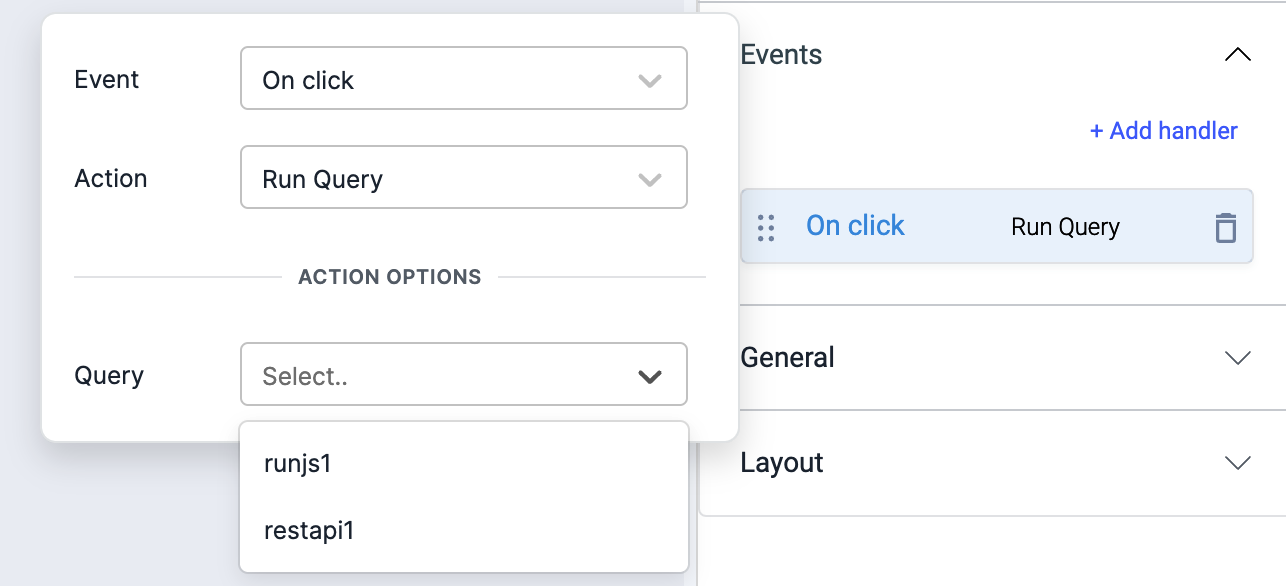 Event
On click
Action
Run Query
ACTION OPTIONS
Query
Select..
runjs1
restapi1
Events
+ Add handler
On click
Run Query
General
Layout